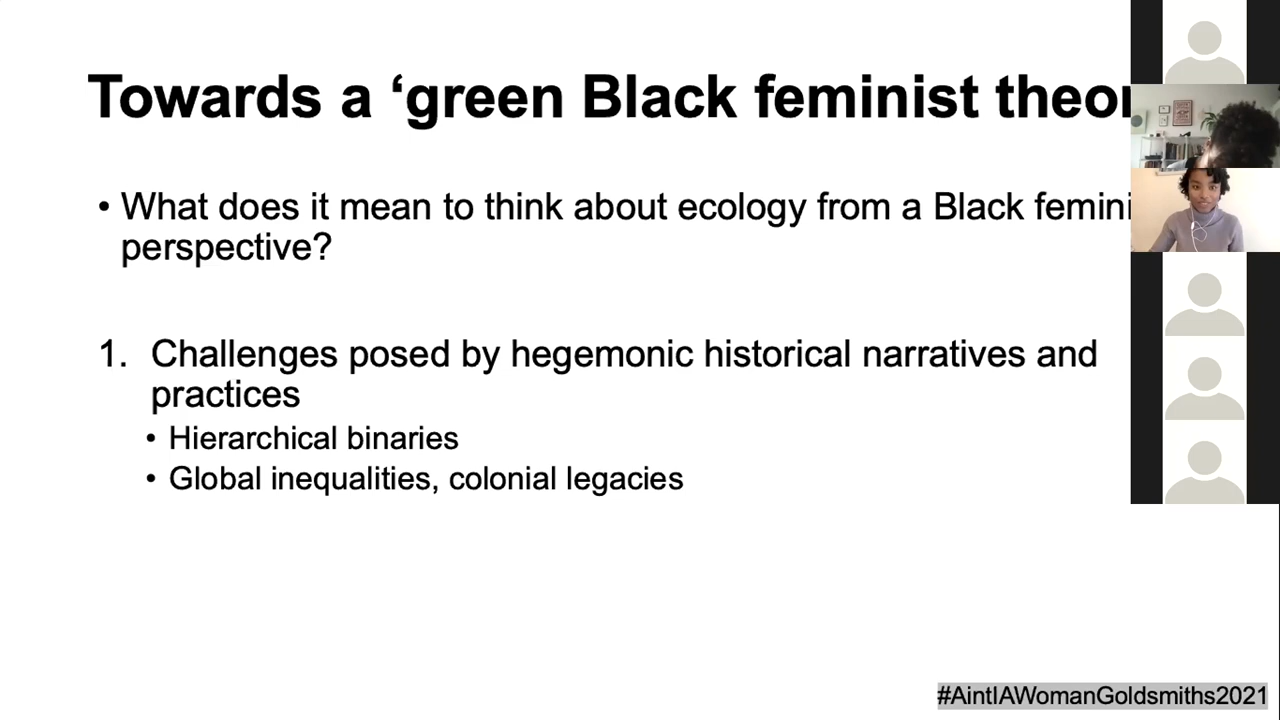 Towards a ‘green Black feminist theor
• What does it mean to think about ecology from a Black femini
perspective?
1. Challenges posed by hegemonic historical narratives and
practices
• Hierarchical binaries
• Global inequalities, colonial legacies
#AintIAWomanGoldsmiths2021